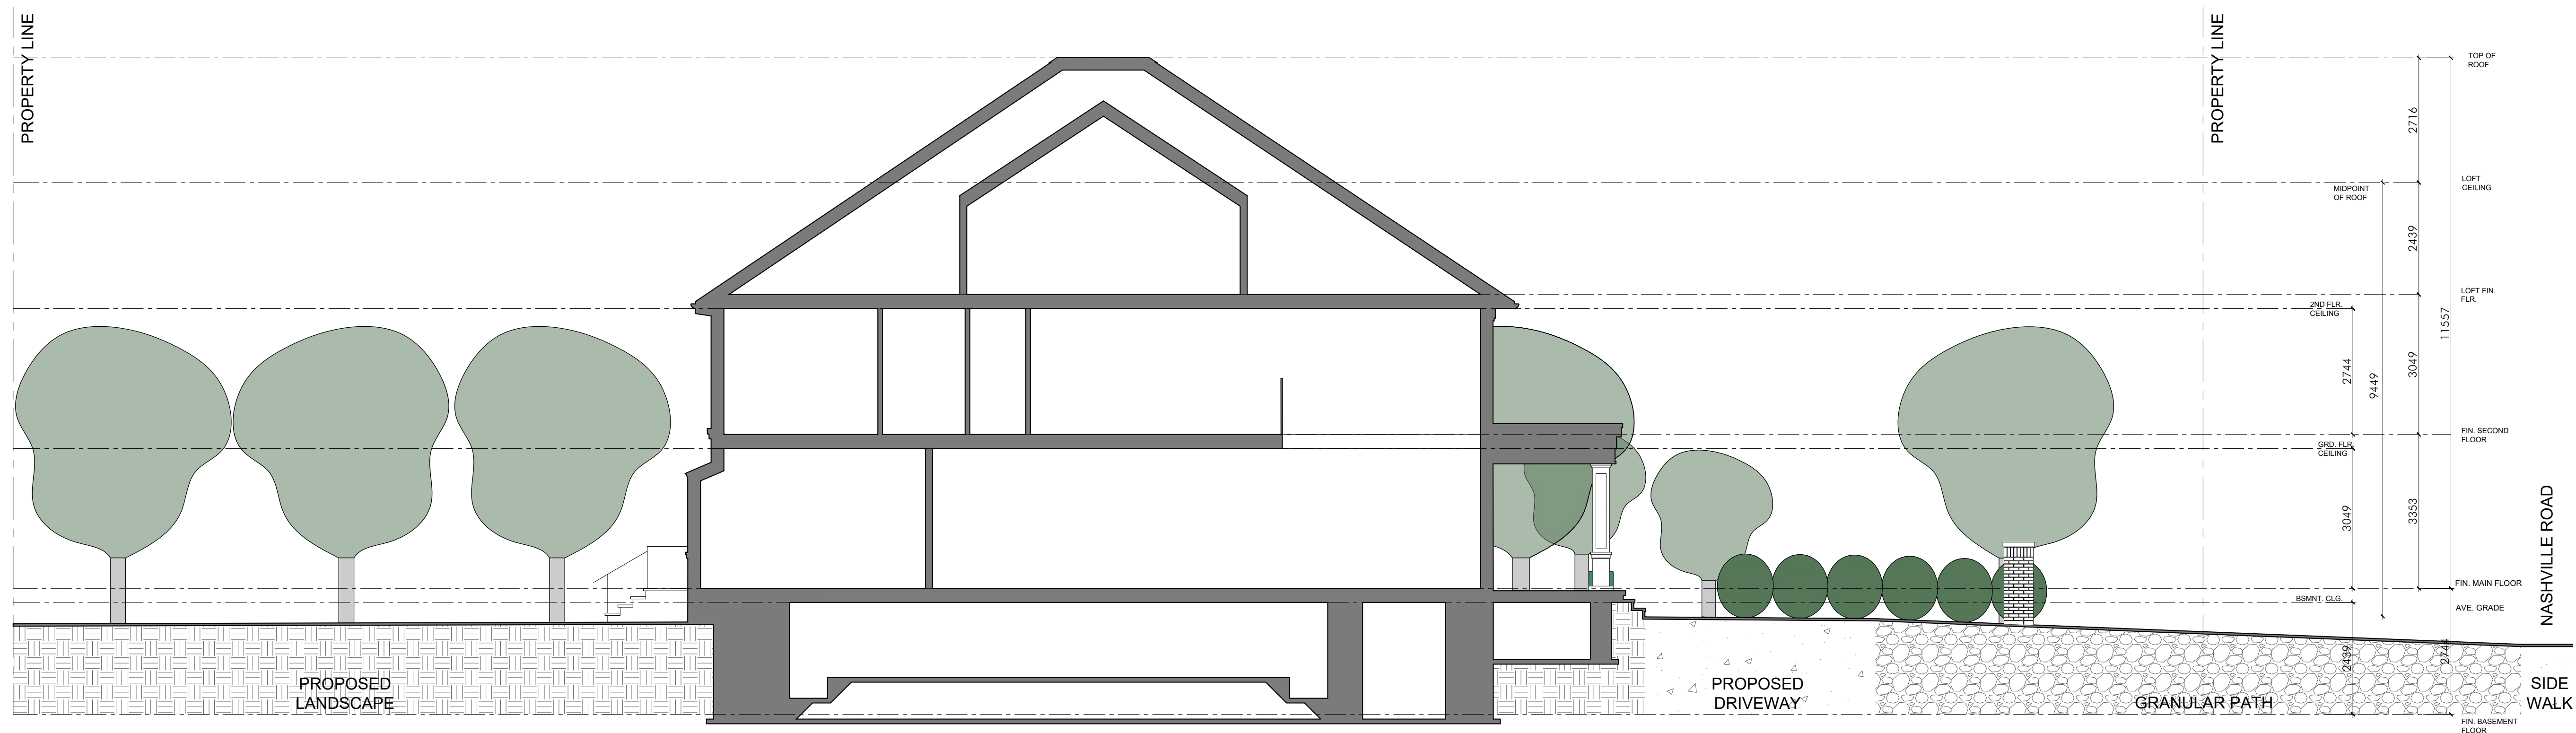 PROPERTY LINE
PROPERTY LINE
TOP OF
ROOF
2716
LOFT
CEILING
MIDPOINT
OF ROOF
2439
LOFT FIN.
FLR.
2ND FLR.
CEILING
11557
2744
9449
3049
FIN. SECOND
FLOOR
GRD. FLR.
CEILING
3049
3353
NASHVILLE ROAD
FIN. MAIN FLOOR
BSMNT. CLG.
AVE. GRADE
2439
2744
PROPOSED
LANDSCAPE
PROPOSED
DRIVEWAY
GRANULAR PATH
SIDE
WALK
FIN. BASEMENT
FLOOR